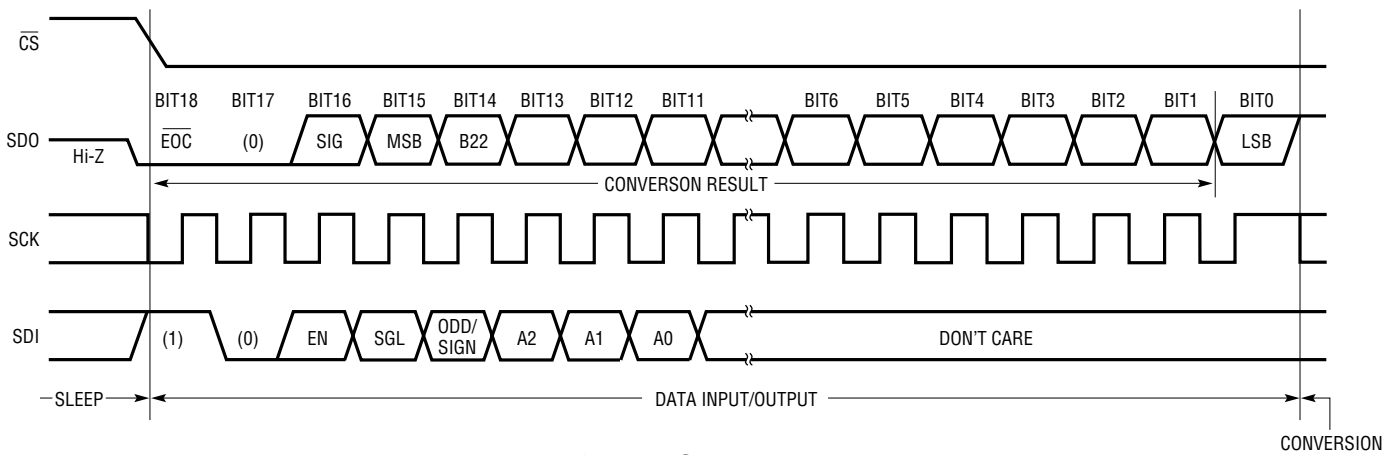 CS
BIT18 BIT17 BIT16 BIT15 BIT14 BIT13 BIT12 BIT11 BIT6 BIT5 BIT4 BIT3 BIT2 BIT1 BIT0
SDO Hi-Z EOC (0) SIG MSB B22 LSB
CONVERSON RESULT
SCK
SDI (1) (0) EN SGL ODD/
SIGN A2 A1 A0 DON'T CARE
SLEEP DATA INPUT/OUTPUT
CONVERSION